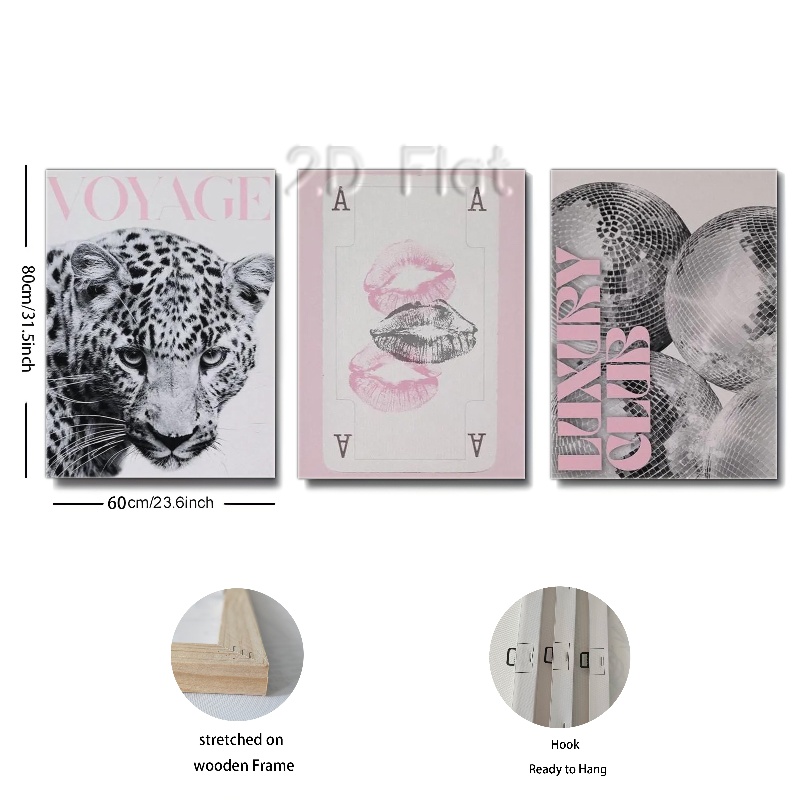 2D Flat
VOYAGE
A A
A A
LUXURY
CLUB
80cm/31.5inch
60cm/23.6inch
stretched on
wooden Frame
Hook
Ready to Hang